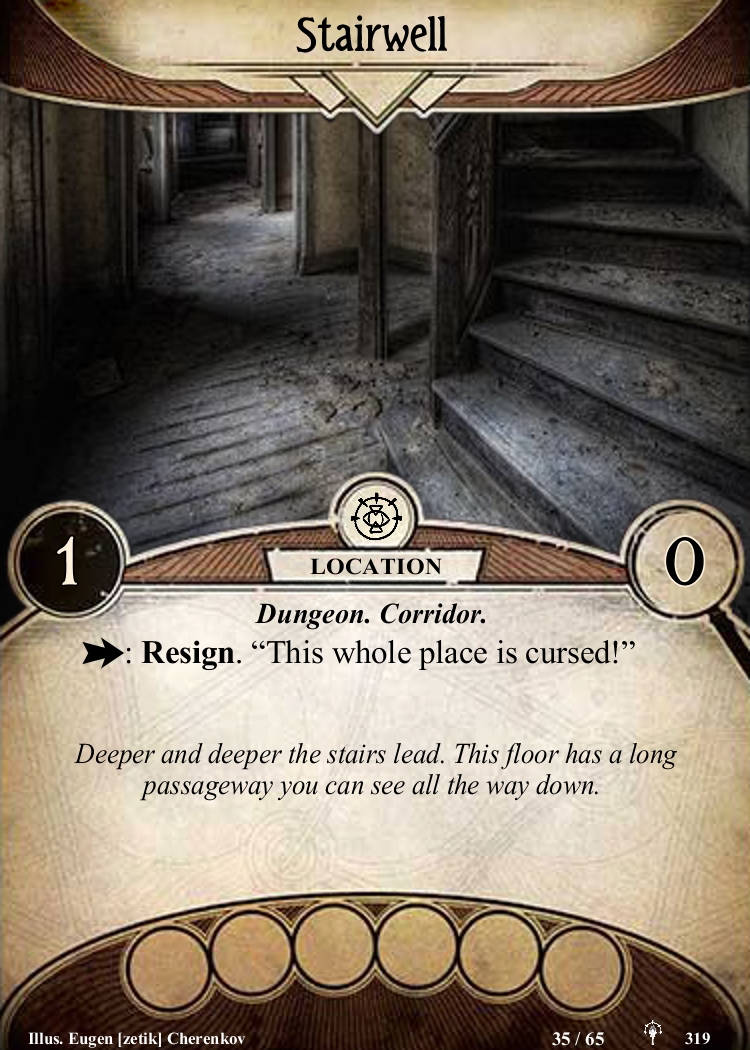 Stairwell
1
0
LOCATION
Dungeon. Corridor.
: Resign. “This whole place is cursed!”
Deeper and deeper the stairs lead. This floor has a long
passageway you can see all the way down.
Illus. Eugen [zetik] Cherenkov 35 / 65 319